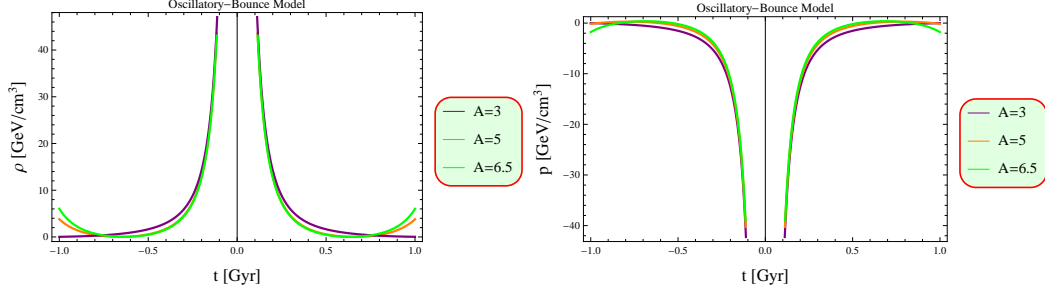 Oscillatory-Bounce Model
ρ [GeV/cm³]
40
30
20
10
0
-1.0
-0.5
0.0
0.5
1.0
t [Gyr]
A=3
A=5
A=6.5
Oscillatory-Bounce Model
p [GeV/cm³]
0
-10
-20
-30
-40
-1.0
-0.5
0.0
0.5
1.0
t [Gyr]
A=3
A=5
A=6.5